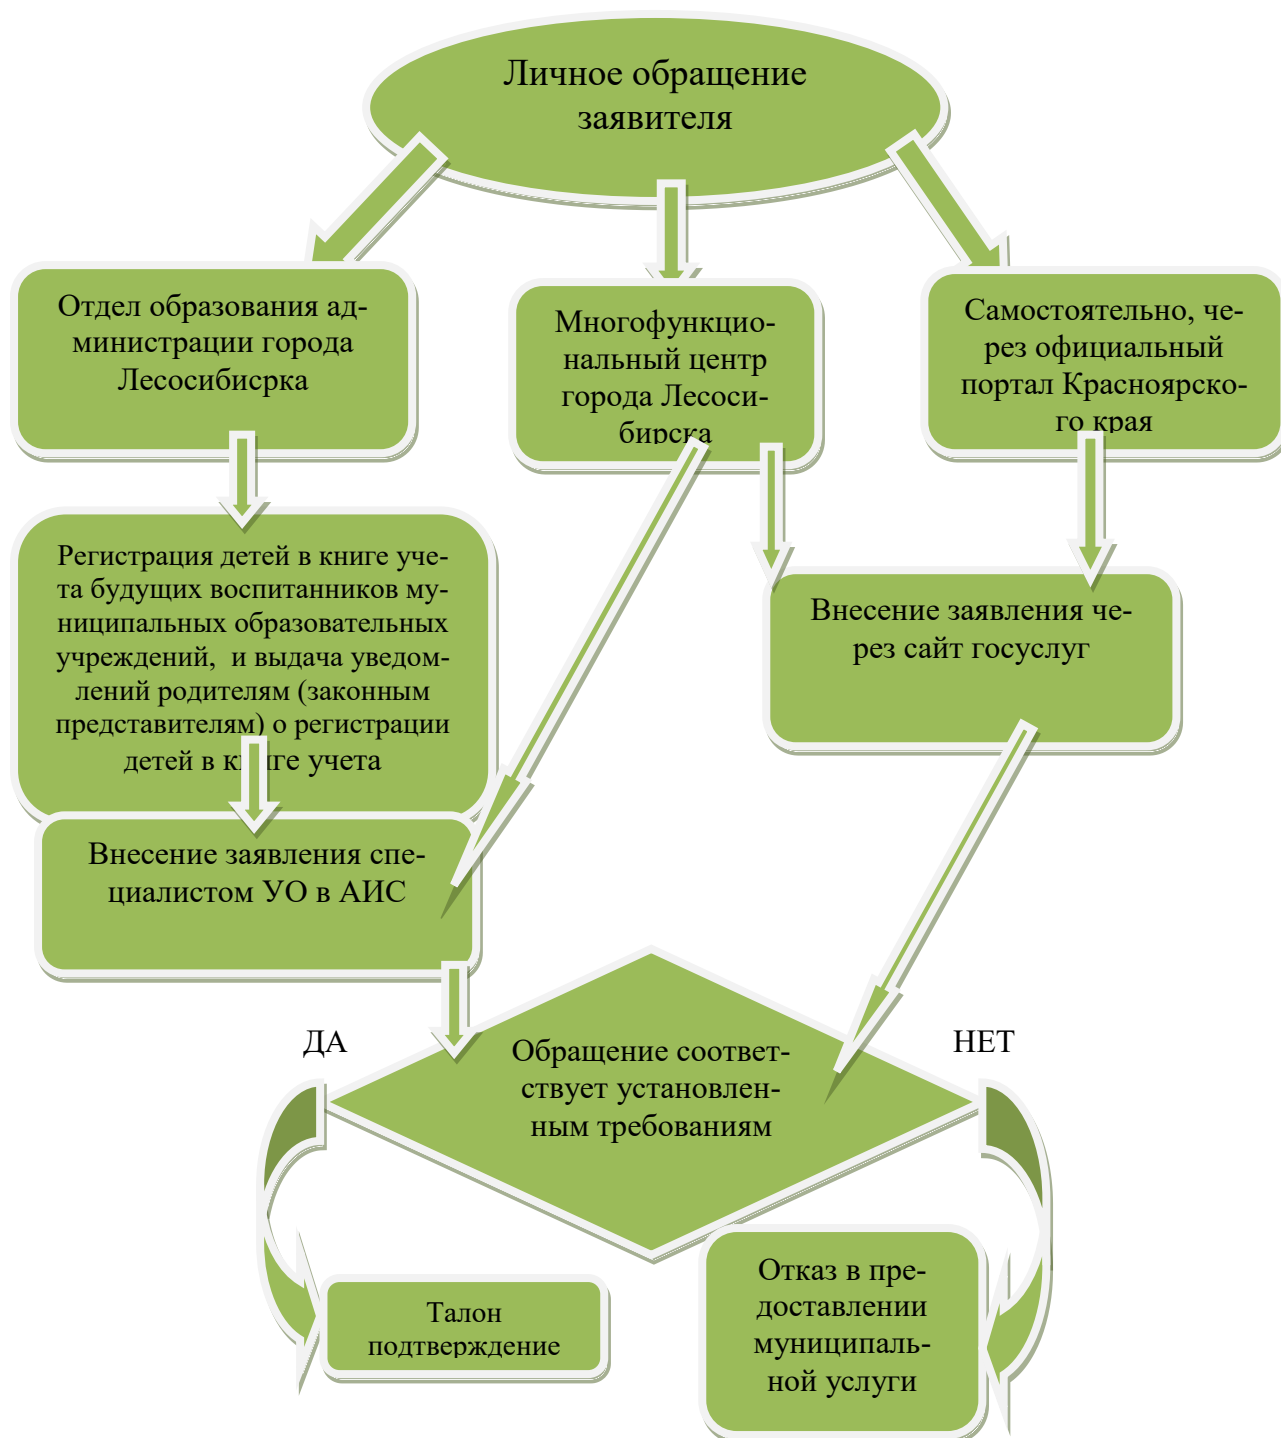 Личное обращение
заявителя
Отдел образования ад-
министрации города
Лесосибисрка
Многофункцио-
нальный центр
города Лесоси-
бирска
Самостоятельно, че-
рез официальный
портал Красноярско-
го края
Регистрация детей в книге уче-
та будущих воспитанников му-
ниципальных образовательных
учреждений, и выдача уведом-
лений родителям (законным
представителям) о регистрации
детей в книге учета
Внесение заявления че-
рез сайт госуслуг
Внесение заявления спе-
циалистом УО в АИС
ДА
Обращение соответ-
ствует установлен-
ным требованиям
НЕТ
Талон
подтверждение
Отказ в пре-
доставлении
муниципаль-
ной услуги